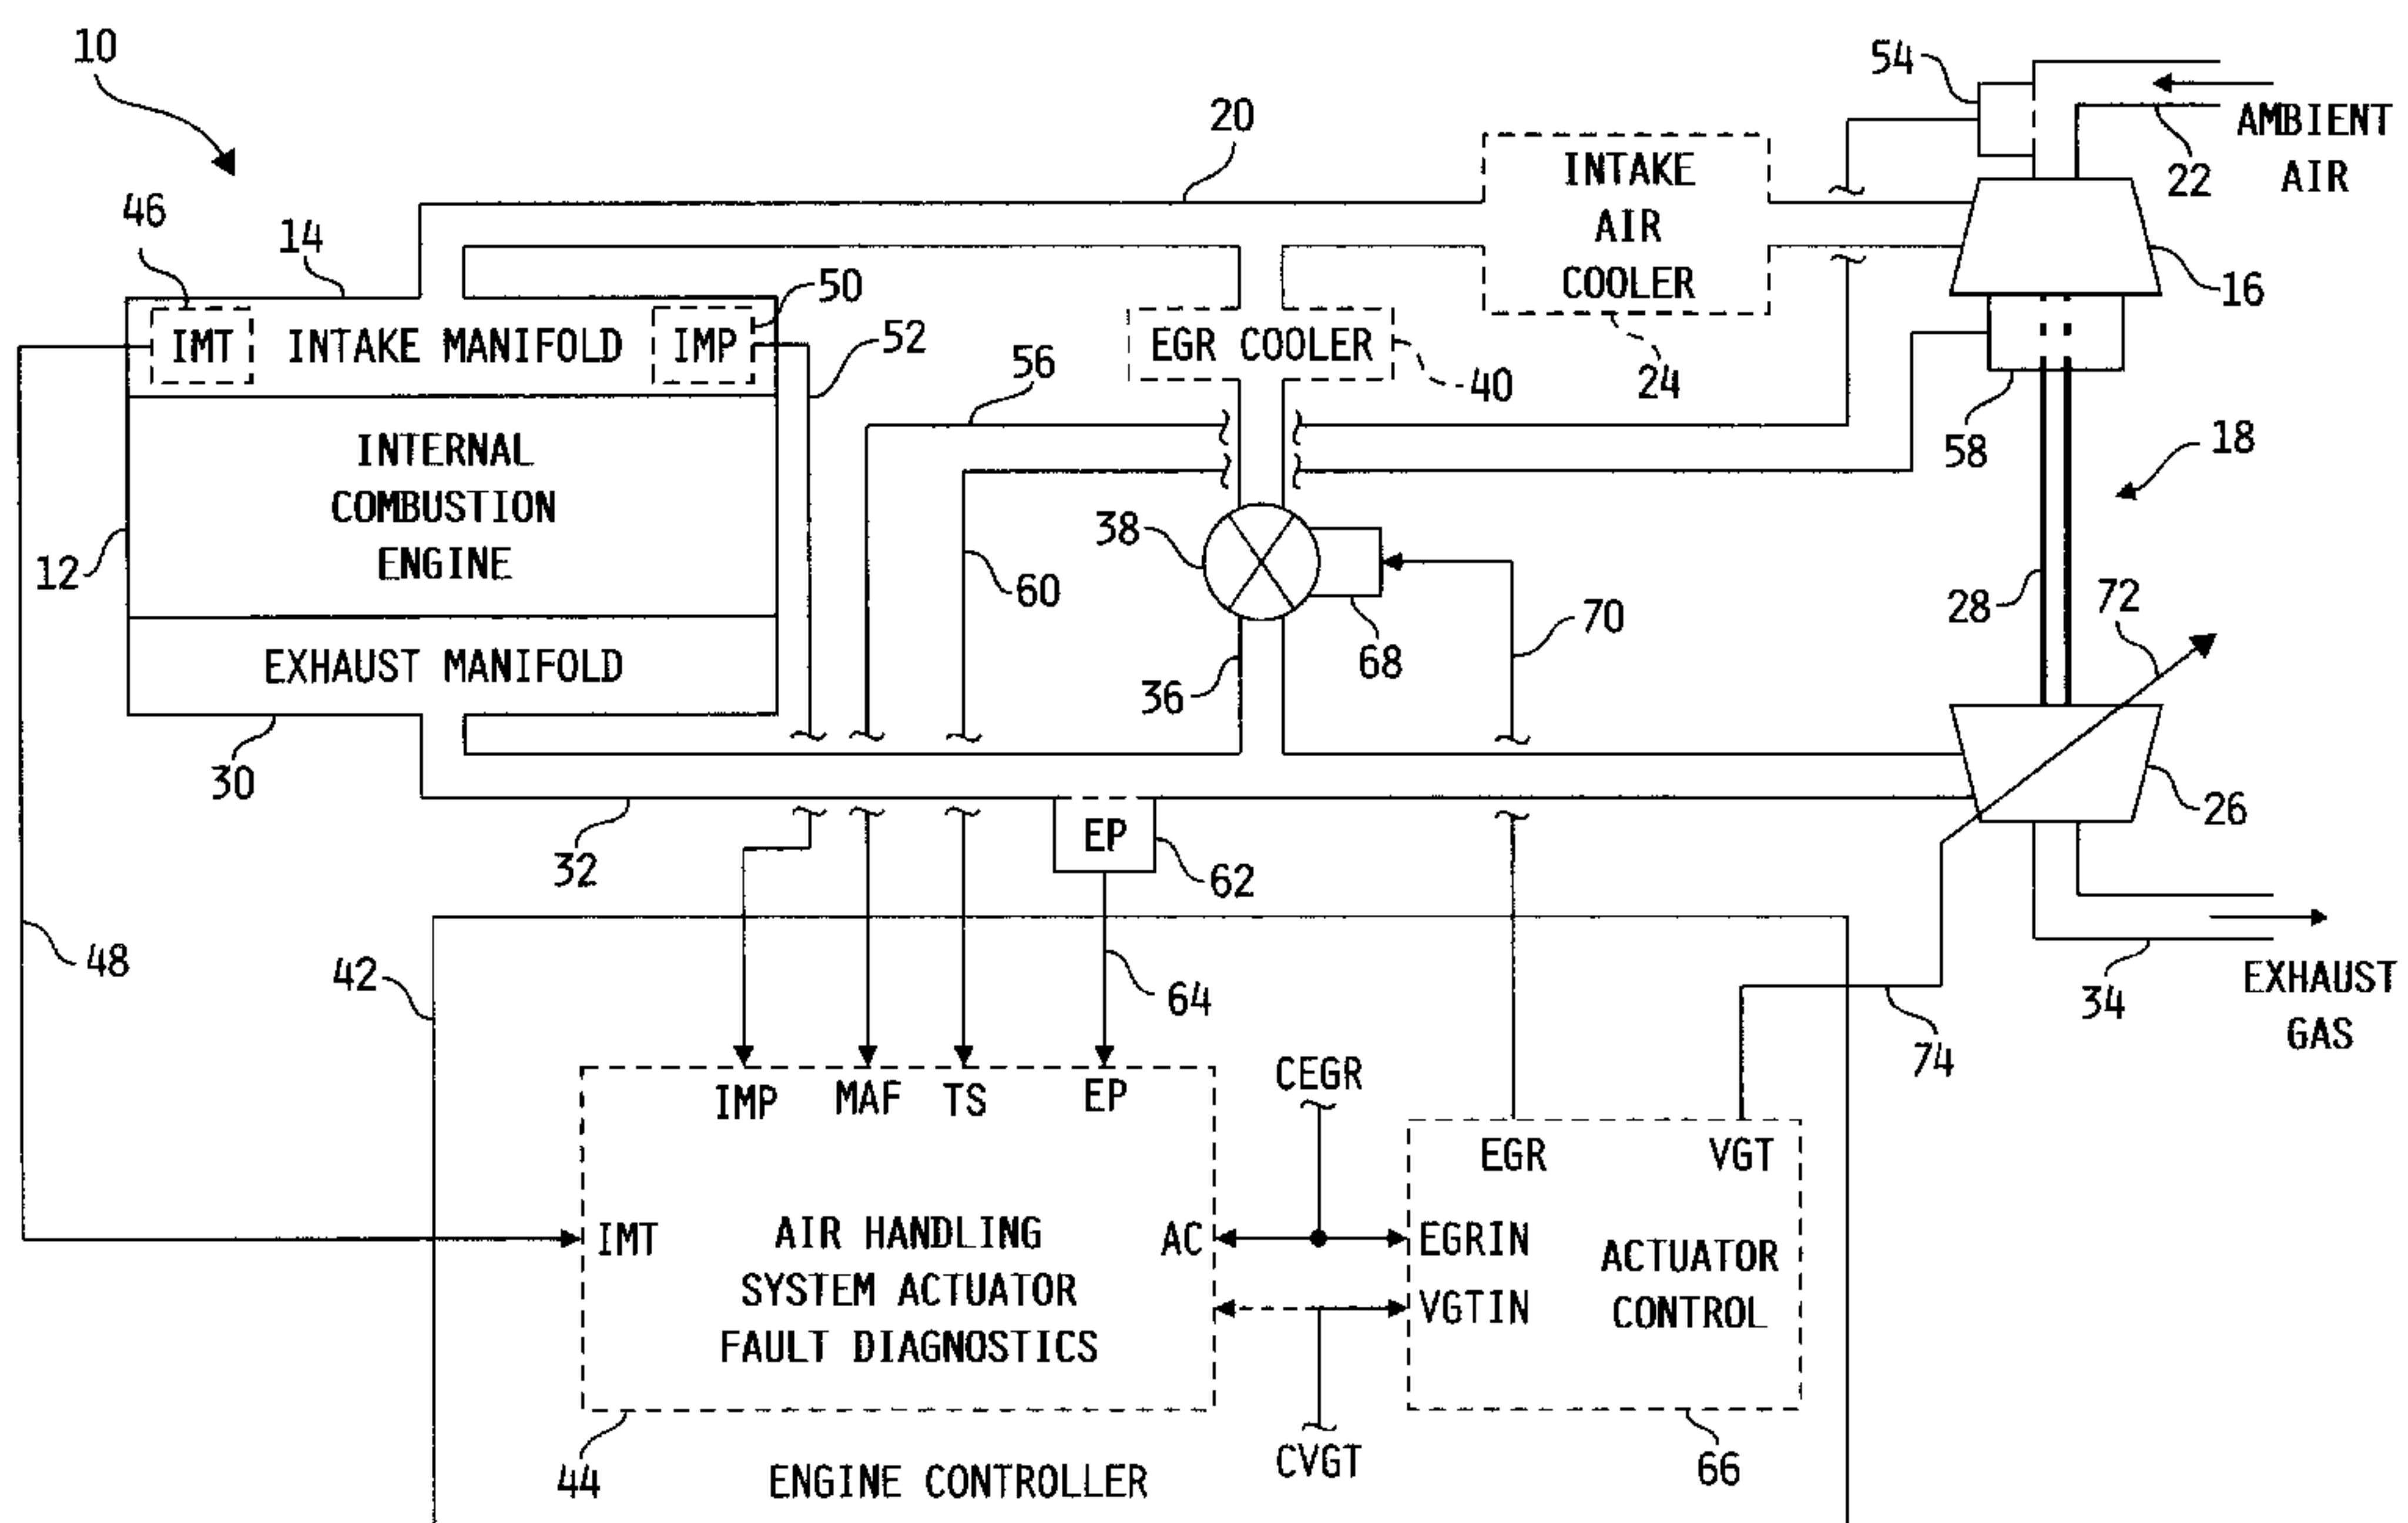 10
54
20
AMBIENT
AIR
22
INTAKE
AIR
COOLER
46
14
50
16
IMT
INTAKE MANIFOLD
IMP
52
EGR COOLER
40
24
56
58
18
INTERNAL
COMBUSTION
ENGINE
38
12
60
28
72
70
68
EXHAUST MANIFOLD
36
30
26
EP
32
62
48
42
64
34
EXHAUST
GAS
74
CEGR
IMP
MAF
TS
EP
EGR
VGT
IMT
AIR HANDLING
SYSTEM ACTUATOR
FAULT DIAGNOSTICS
AC
EGRIN
VGTIN
ACTUATOR
CONTROL
CVGT
44
ENGINE CONTROLLER
66